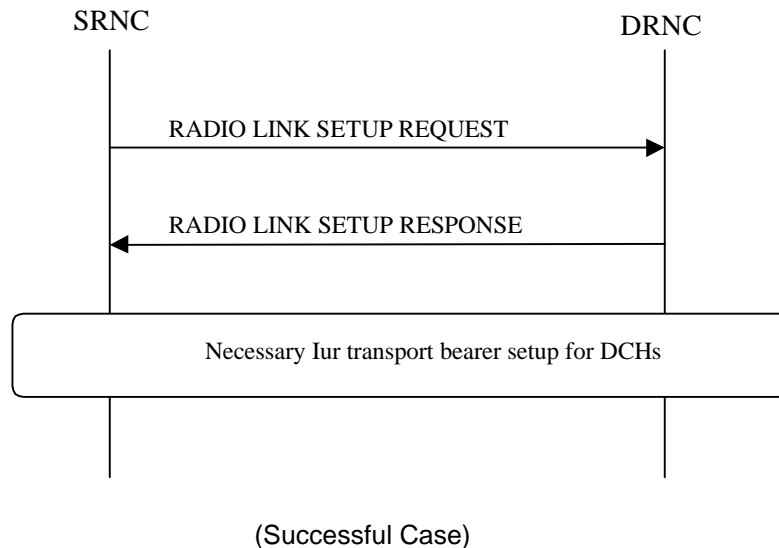 SRNC
DRNC
RADIO LINK SETUP REQUEST
RADIO LINK SETUP RESPONSE
Necessary Iur transport bearer setup for DCHs
(Successful Case)